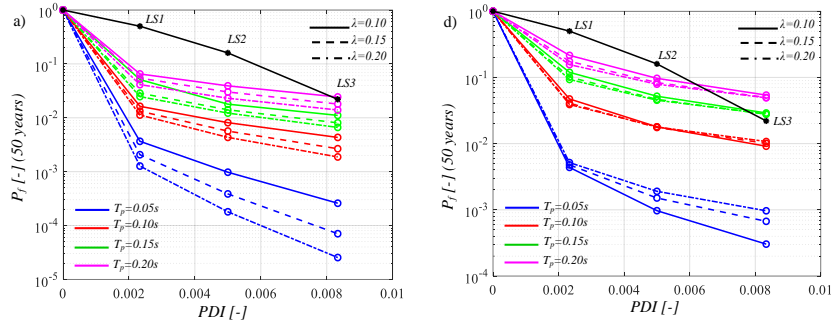 a)
LS1
LS2
LS3
λ=0.10
λ=0.15
λ=0.20
T_p=0.05s
T_p=0.10s
T_p=0.15s
T_p=0.20s
10^0
10^-1
10^-2
10^-3
10^-4
10^-5
P_f [-] (50 years)
0
0.002
0.004
0.006
0.008
0.01
PDI [-]
d)
LS1
LS2
LS3
λ=0.10
λ=0.15
λ=0.20
T_p=0.05s
T_p=0.10s
T_p=0.15s
T_p=0.20s
10^0
10^-1
10^-2
10^-3
10^-4
P_f [-] (50 years)
0
0.002
0.004
0.006
0.008
0.01
PDI [-]